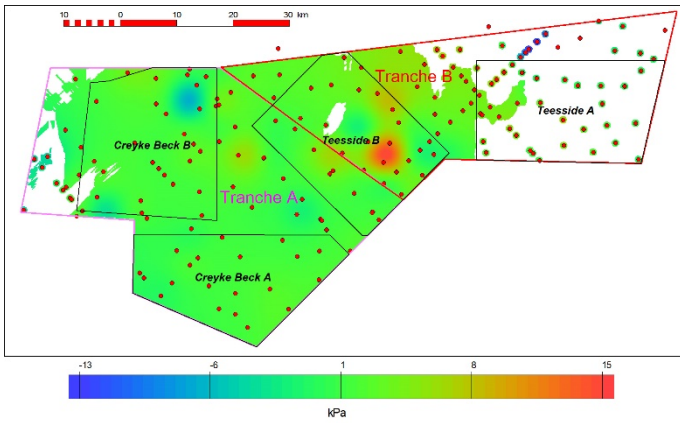 10 0 10 20 30 km
Tranche B
Teesside A
Creyke Beck B
Teesside B
Tranche A
Creyke Beck A
-13 -6 1 8 15
kPa